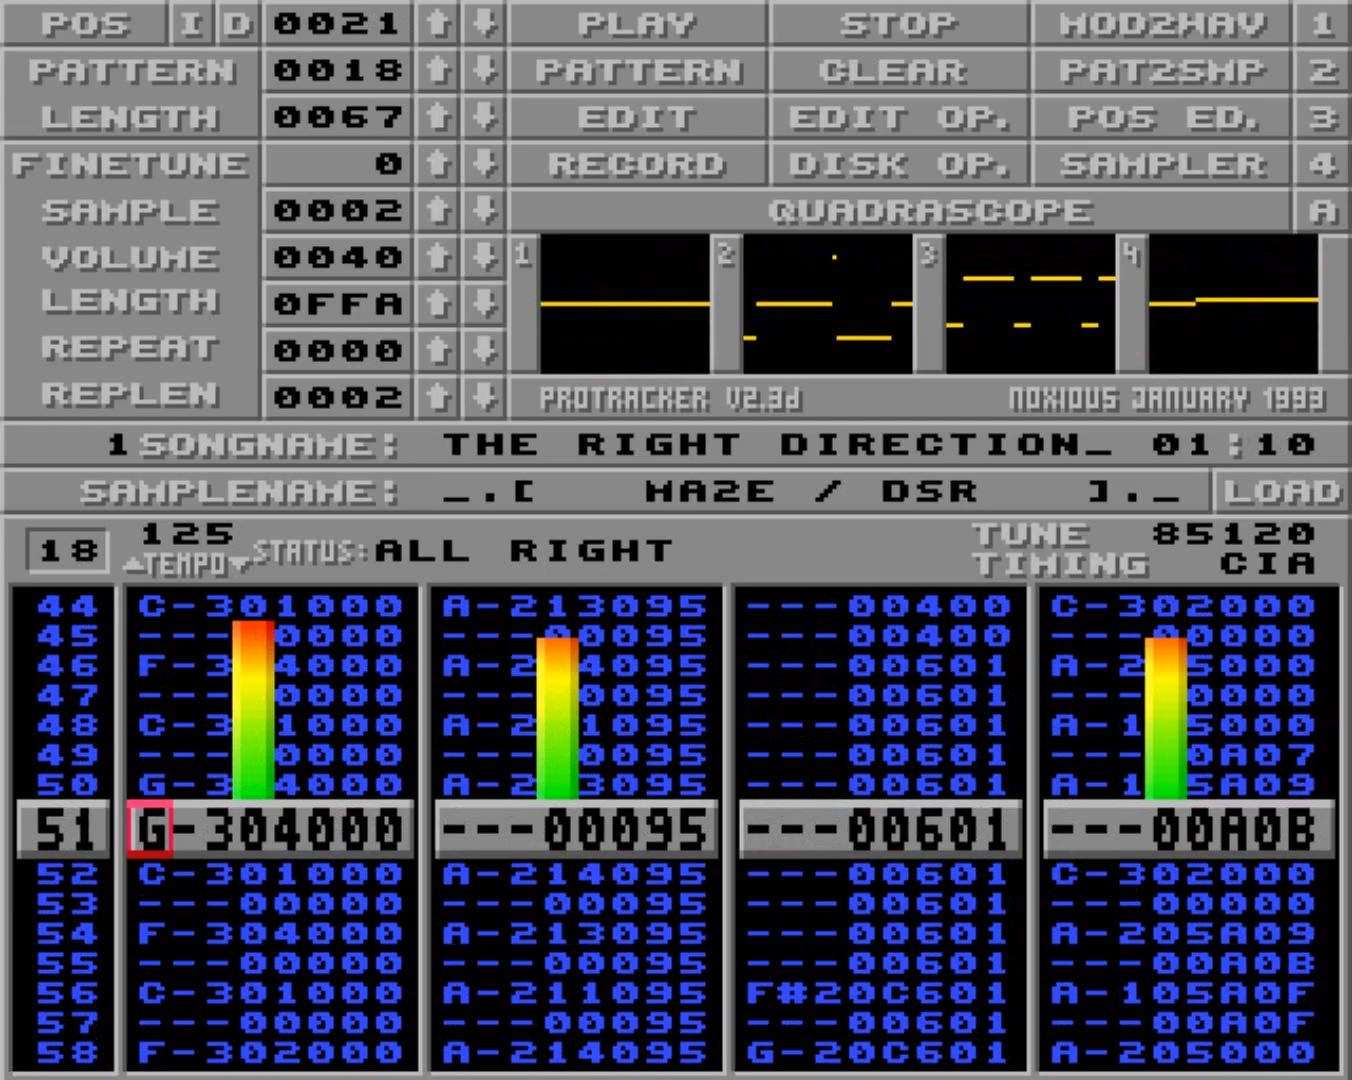 POS I D 0021 PLAY STOP MOD2WAV 1
PATTERN 0018 PATTERN CLEAR PAT2SMP 2
LENGTH 0067 EDIT EDIT OP. POS ED. 3
FINETUNE 0 RECORD DISK OP. SAMPLER 4
SAMPLE 0002 QUADRASCOPE A
VOLUME 0040 1 2 3 4
LENGTH 0FFA
REPEAT 0000
REPLEN 0002 PROTRACKER V2.3d NOXIOUS JANUARY 1993
1 SONGNAME: THE RIGHT DIRECTION_ 01:10
SAMPLENAME: _.[ MAZE / DSR ]._ LOAD
18 125 TEMPO STATUS: ALL RIGHT TUNE 85120
TIMING CIA
44 C-301000 A-213095 ---00400 C-302000
45 --- 0000 --- 0095 ---00400 --- 0000
46 F-3 4000 A-2 4095 ---00601 A-2 5000
47 --- 0000 --- 0095 ---00601 --- 0000
48 C-3 1000 A-2 1095 ---00601 A-1 5000
49 --- 0000 --- 0095 ---00601 --- 0A07
50 G-3 4000 A-2 3095 ---00601 A-1 5A09
51 G-304000 ---00095 ---00601 ---00A0B
52 C-301000 A-214095 ---00601 C-302000
53 ---00000 ---00095 ---00601 ---00000
54 F-304000 A-213095 ---00601 A-205A09
55 ---00000 ---00095 ---00601 ---00A0B
56 C-301000 A-211095 F#20C601 A-105A0F
57 ---00000 ---00095 ---00601 ---00A0F
58 F-302000 A-214095 G-20C601 A-205000